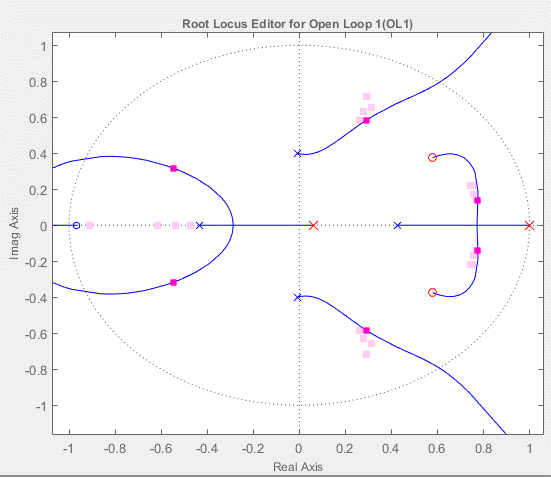 Root Locus Editor for Open Loop 1(OL1)
1
0.8
0.6
0.4
0.2
0
-0.2
-0.4
-0.6
-0.8
-1
Imag Axis
-1 -0.8 -0.6 -0.4 -0.2 0 0.2 0.4 0.6 0.8 1
Real Axis